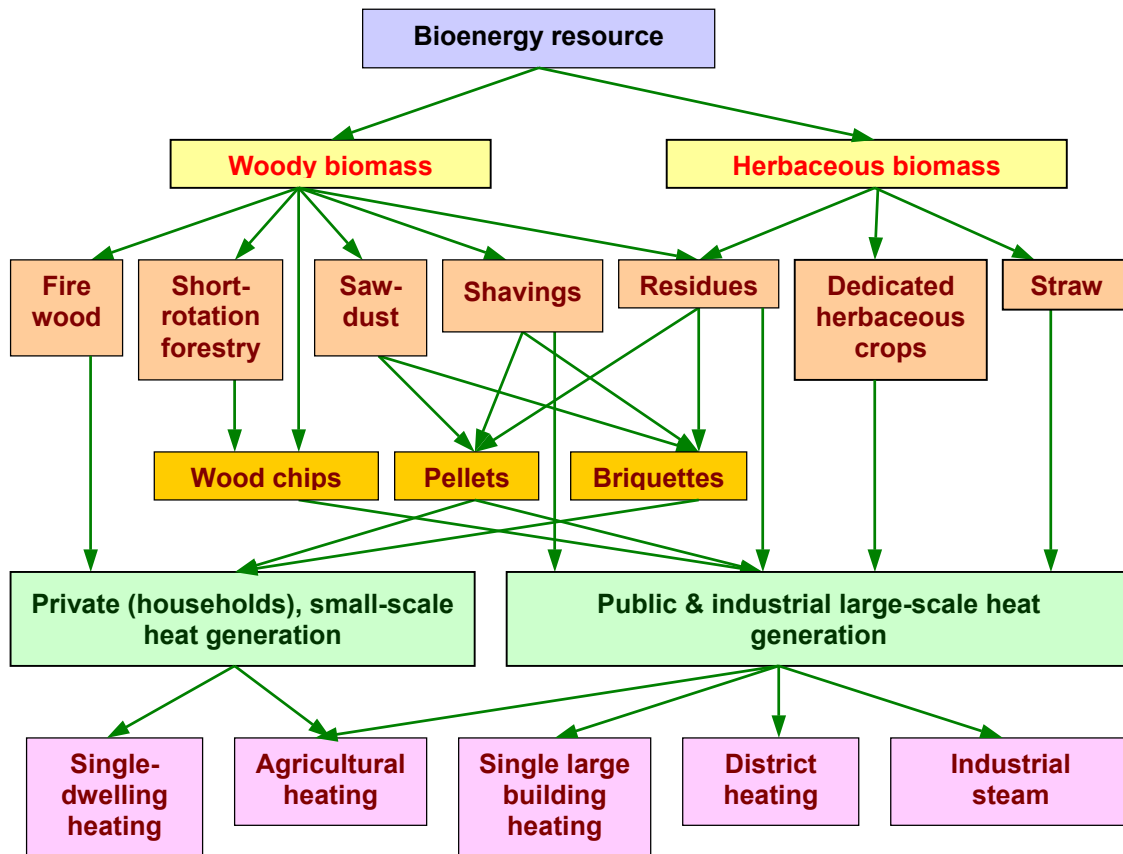 Bioenergy resource
Woody biomass
Herbaceous biomass
Fire
wood
Short-
rotation
forestry
Saw-
dust
Shavings
Residues
Dedicated
herbaceous
crops
Straw
Wood chips
Pellets
Briquettes
Private (households), small-scale
heat generation
Public & industrial large-scale heat
generation
Single-
dwelling
heating
Agricultural
heating
Single large
building
heating
District
heating
Industrial
steam